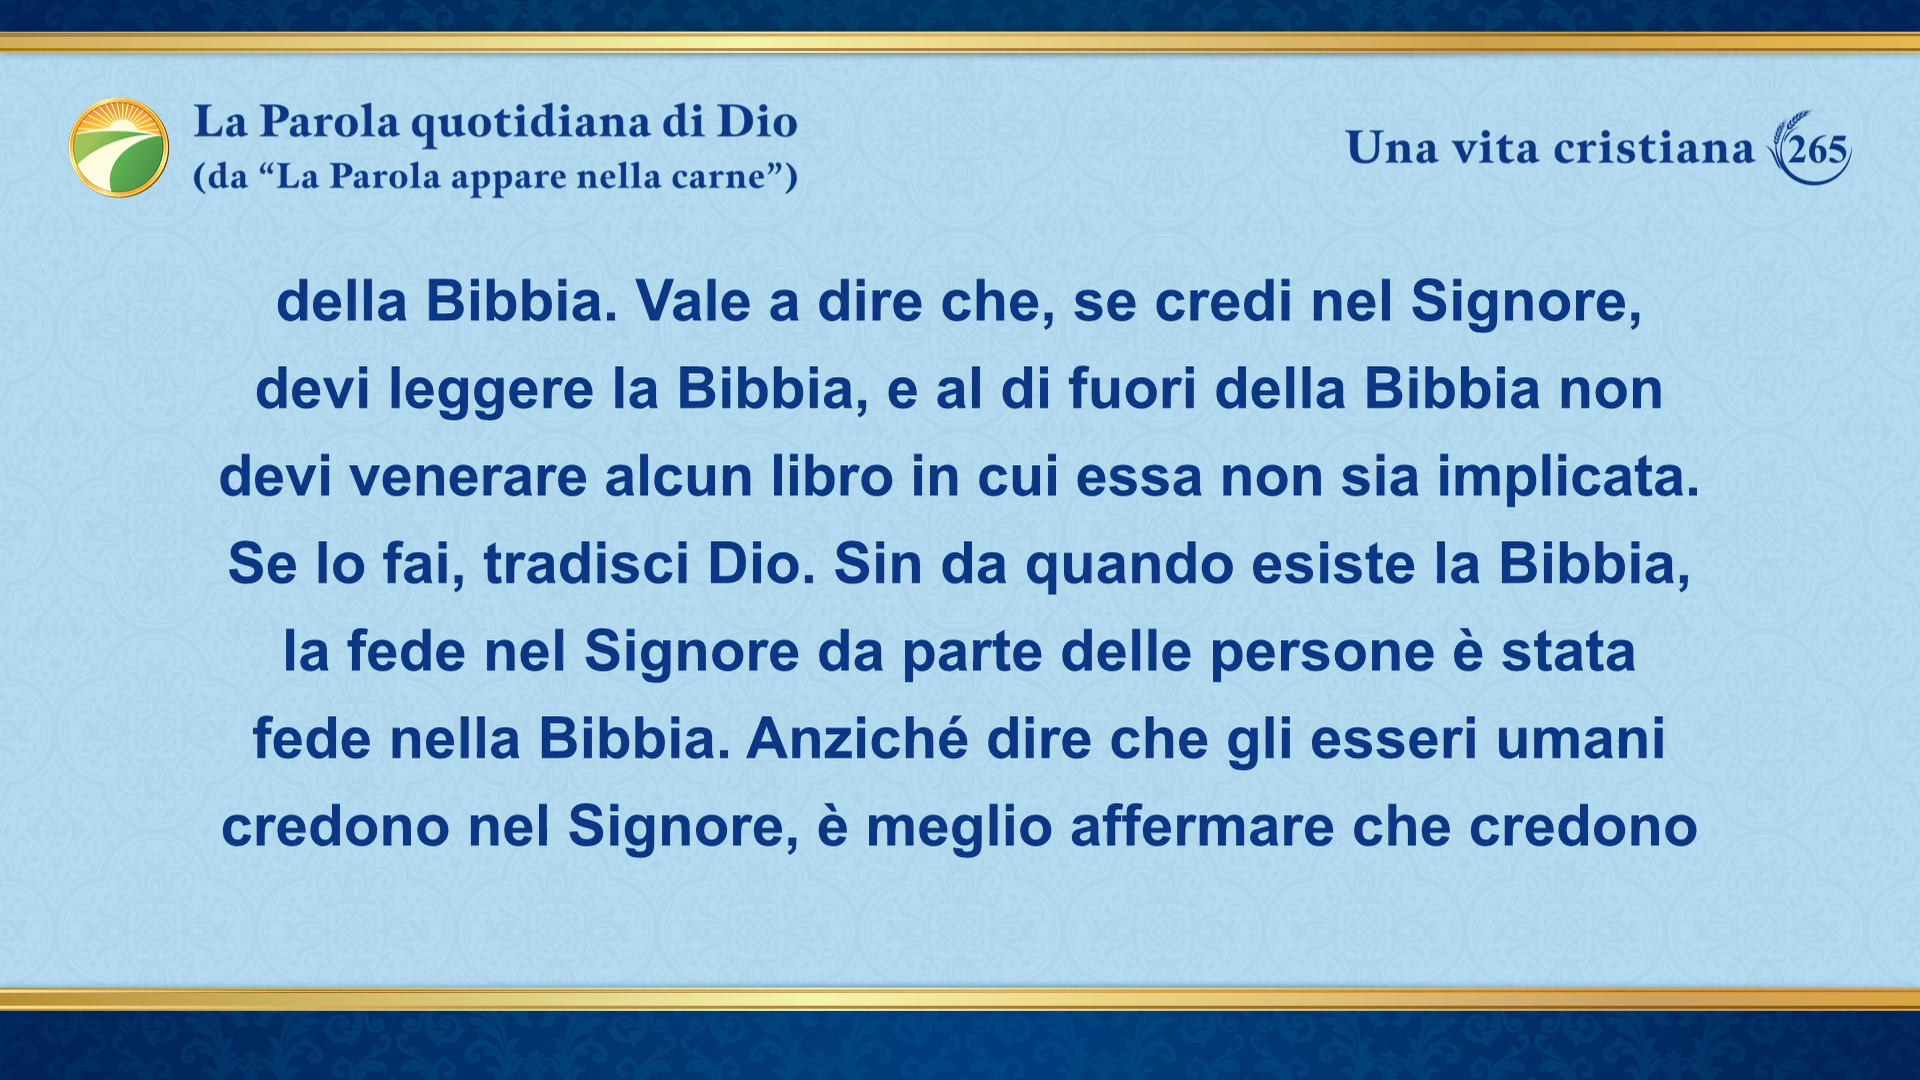 La Parola quotidiana di Dio
(da “La Parola appare nella carne”)
Una vita cristiana 265
della Bibbia. Vale a dire che, se credi nel Signore,
devi leggere la Bibbia, e al di fuori della Bibbia non
devi venerare alcun libro in cui essa non sia implicata.
Se lo fai, tradisci Dio. Sin da quando esiste la Bibbia,
la fede nel Signore da parte delle persone è stata
fede nella Bibbia. Anziché dire che gli esseri umani
credono nel Signore, è meglio affermare che credono